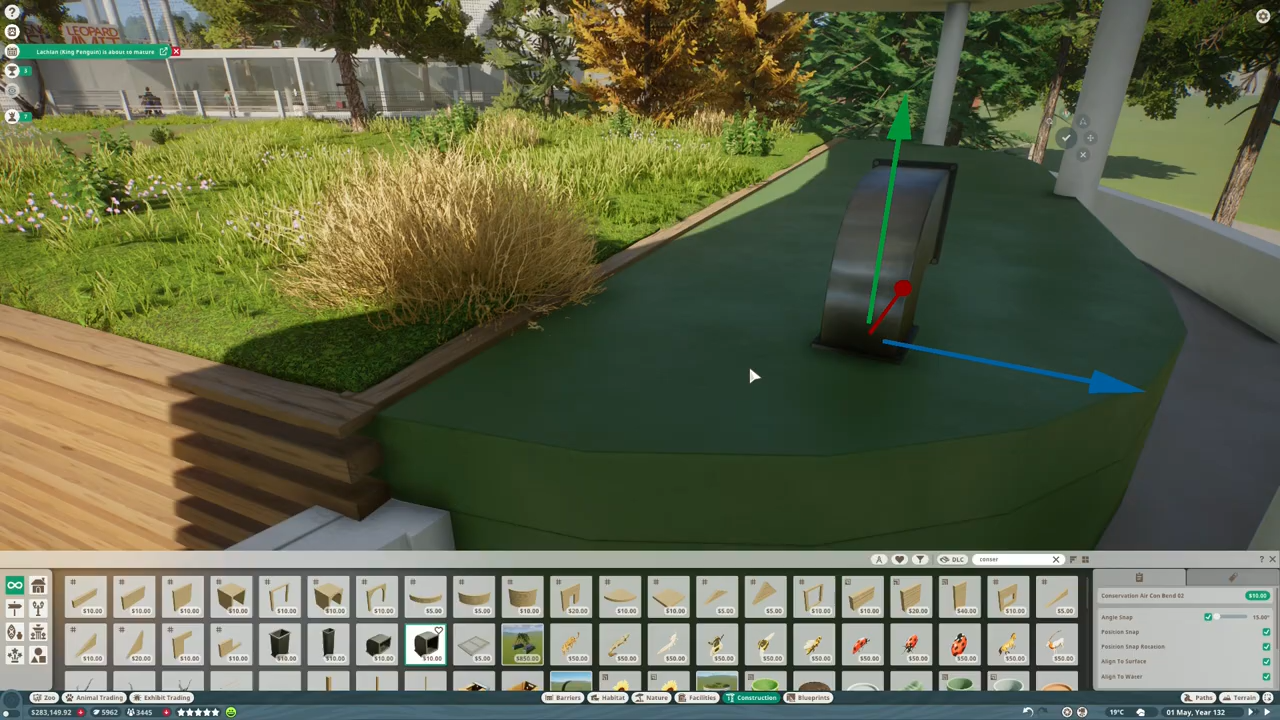 LEOPARD
Lachlan (King Penguin) is about to mature
3
7
A
DLC
conser
?
$10.00 $10.00 $10.00 $10.00 $10.00 $10.00 $10.00 $5.00 $5.00 $10.00 $20.00 $10.00 $10.00 $5.00 $5.00 $10.00 $10.00 $10.00 $40.00 $10.00 $10.00
$10.00 $20.00 $10.00 $10.00 $10.00 $10.00 $10.00 $10.00 $5.00 $850.00 $50.00 $50.00 $50.00 $50.00 $50.00 $50.00 $50.00 $50.00 $50.00 $50.00 $50.00
Conservation Air Con Bend 02 $10.00
Angle Snap 15.00°
Position Snap
Position Snap Rotation
Align To Surface
Align To Water
Zoo Animal Trading Exhibit Trading Barriers Habitat Nature Facilities Construction Blueprints Paths Terrain
$283,149.92 5962 3445 19°C 01 May, Year 132